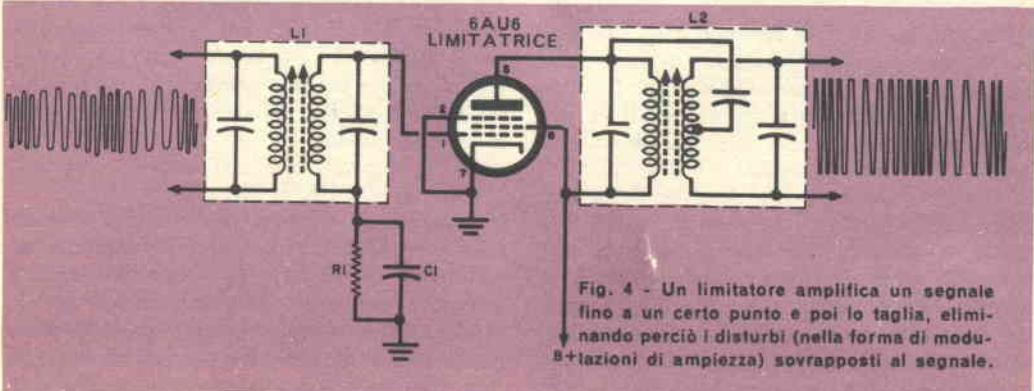 L1
6AU6
LIMITATRICE
L2
5
2
1
6
7
R1
C1
B+
Fig. 4 - Un limitatore amplifica un segnale
fino a un certo punto e poi lo taglia, elimi-
nando perciò i disturbi (nella forma di modu-
lazioni di ampiezza) sovrapposti al segnale.